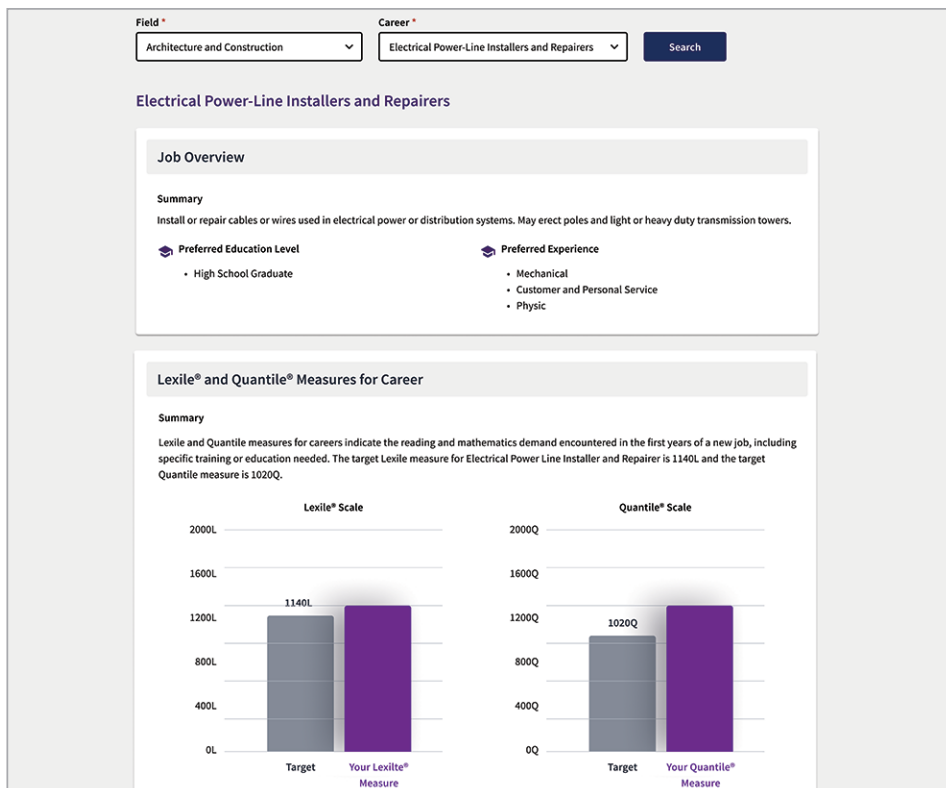 Field * Career *
Architecture and Construction Electrical Power-Line Installers and Repairers Search
Electrical Power-Line Installers and Repairers
Job Overview
Summary
Install or repair cables or wires used in electrical power or distribution systems. May erect poles and light or heavy duty transmission towers.
Preferred Education Level Preferred Experience
• High School Graduate • Mechanical
• Customer and Personal Service
• Physic
Lexile® and Quantile® Measures for Career
Summary
Lexile and Quantile measures for careers indicate the reading and mathematics demand encountered in the first years of a new job, including
specific training or education needed. The target Lexile measure for Electrical Power Line Installer and Repairer is 1140L and the target
Quantile measure is 1020Q.
Lexile® Scale Quantile® Scale
2000L 2000Q
1600L 1600Q
1140L
1200L 1200Q 1020Q
800L 800Q
400L 400Q
0L 0Q
Target Your Lexilte® Target Your Quantile®
Measure Measure